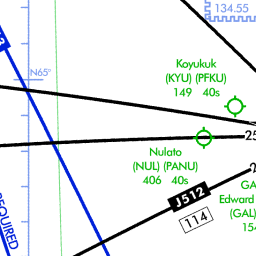 134.55
Koyukuk
(KYU) (PFKU)
149 40s
N65°
25
Nulato
(NUL) (PANU)
406 40s
J512
114
GA
Edward
(GAL)
154
REQUIRED